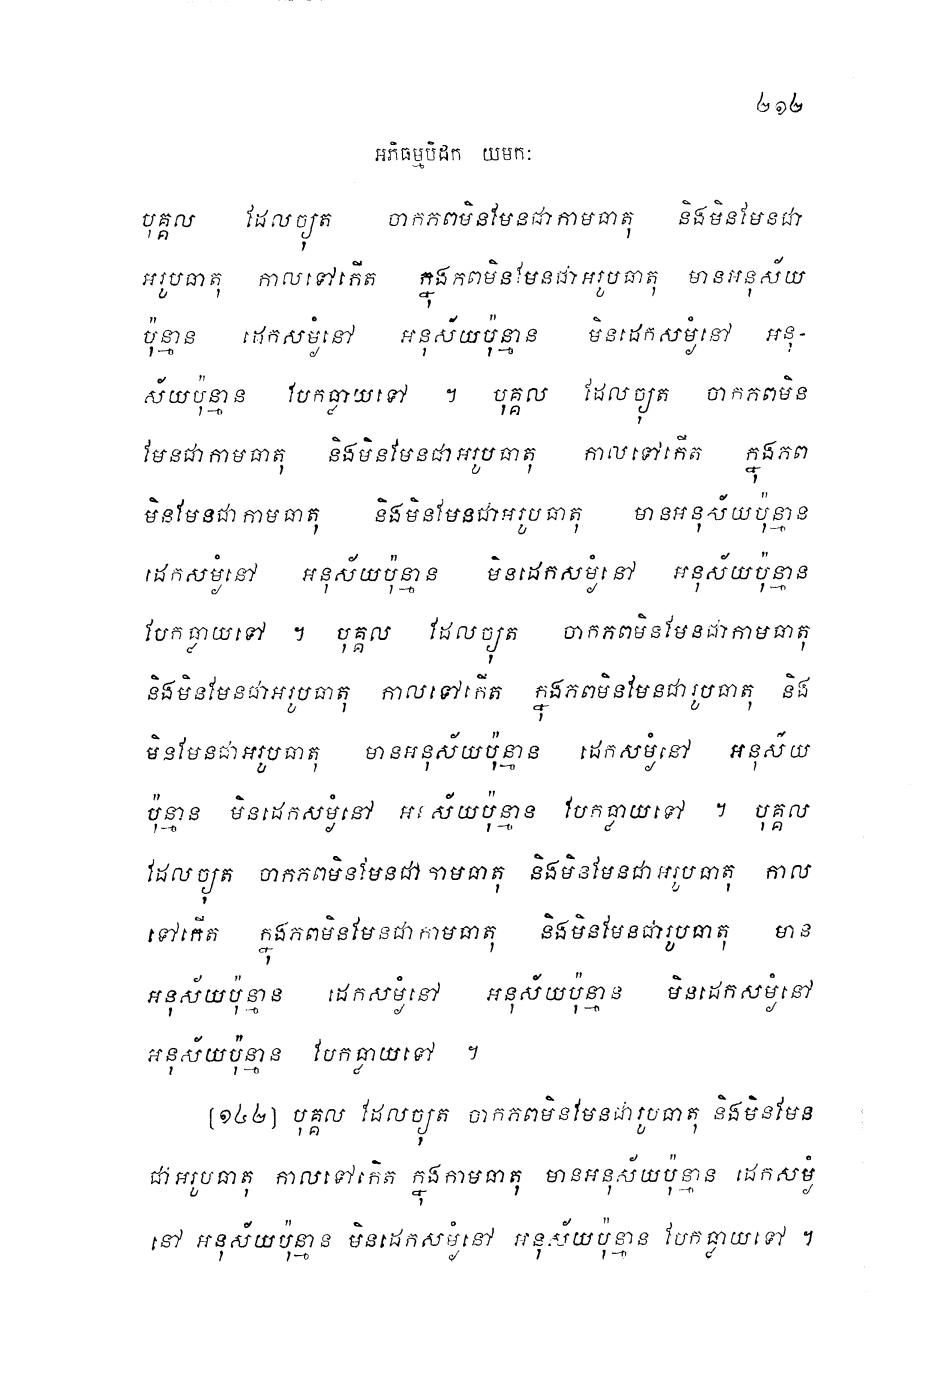 ២១២
អភិធម្មបិដក យមកៈ
បុគ្គល ដែលច្យុត ចាកភពមិនមែនជាកាមធាតុ និងមិនមែនជា
អរូបធាតុ កាលទៅកើត ក្នុងភពមិនមែនជាអរូបធាតុ មានអនុស័យ
ប៉ុន្មាន ដេកសម្ងំនៅ អនុស័យប៉ុន្មាន មិនដេកសម្ងំនៅ អនុ-
ស័យប៉ុន្មាន បែកធ្លាយទៅ ។ បុគ្គល ដែលច្យុត ចាកភពមិន
មែនជាកាមធាតុ និងមិនមែនជាអរូបធាតុ កាលទៅកើត ក្នុងភព
មិនមែនជាកាមធាតុ និងមិនមែនជាអរូបធាតុ មានអនុស័យប៉ុន្មាន
ដេកសម្ងំនៅ អនុស័យប៉ុន្មាន មិនដេកសម្ងំនៅ អនុស័យប៉ុន្មាន
បែកធ្លាយទៅ ។ បុគ្គល ដែលច្យុត ចាកភពមិនមែនជាកាមធាតុ
និងមិនមែនជាអរូបធាតុ កាលទៅកើត ក្នុងភពមិនមែនជារូបធាតុ និង
មិនមែនជាអរូបធាតុ មានអនុស័យប៉ុន្មាន ដេកសម្ងំនៅ អនុស័យ
ប៉ុន្មាន មិនដេកសម្ងំនៅ អនុស័យប៉ុន្មាន បែកធ្លាយទៅ ។ បុគ្គល
ដែលច្យុត ចាកភពមិនមែនជាកាមធាតុ និងមិនមែនជាអរូបធាតុ កាល
ទៅកើត ក្នុងភពមិនមែនជាកាមធាតុ និងមិនមែនជារូបធាតុ មាន
អនុស័យប៉ុន្មាន ដេកសម្ងំនៅ អនុស័យប៉ុន្មាន មិនដេកសម្ងំនៅ
អនុស័យប៉ុន្មាន បែកធ្លាយទៅ ។
[១៤៤] បុគ្គល ដែលច្យុត ចាកភពមិនមែនជារូបធាតុ និងមិនមែន
ជាអរូបធាតុ កាលទៅកើត ក្នុងកាមធាតុ មានអនុស័យប៉ុន្មាន ដេកសម្ងំ
នៅ អនុស័យប៉ុន្មាន មិនដេកសម្ងំនៅ អនុស័យប៉ុន្មាន បែកធ្លាយទៅ ។